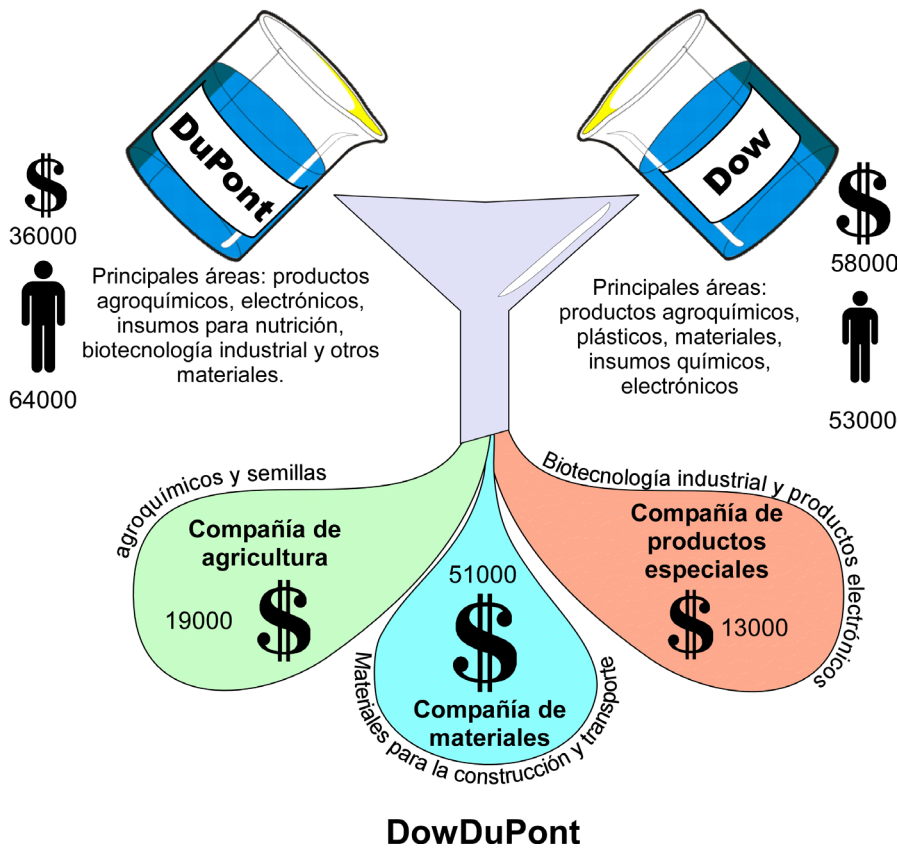 DuPont
Dow
$
36000
64000
Principales áreas: productos
agroquímicos, electrónicos,
insumos para nutrición,
biotecnología industrial y otros
materiales.
$
58000
53000
Principales áreas:
productos agroquímicos,
plásticos, materiales,
insumos químicos,
electrónicos
agroquímicos y semillas
Compañía de
agricultura
19000 $
51000
$
Compañía de
materiales
Materiales para la construcción y transporte
Biotecnología industrial y productos electrónicos
Compañía de
productos
especiales
$ 13000
DowDuPont